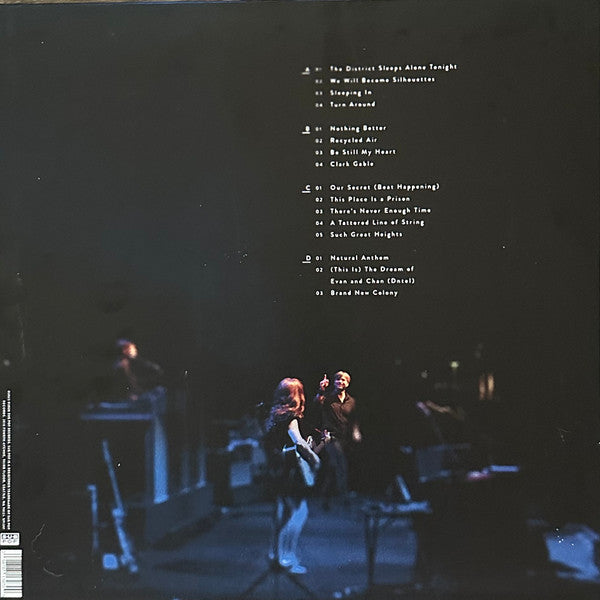 A 01 The District Sleeps Alone Tonight
02 We Will Become Silhouettes
03 Sleeping In
04 Turn Around
B 01 Nothing Better
02 Recycled Air
03 Be Still My Heart
04 Clark Gable
C 01 Our Secret (Beat Happening)
02 This Place Is a Prison
03 There's Never Enough Time
04 A Tattered Line of String
05 Such Great Heights
D 01 Natural Anthem
02 (This Is) The Dream of
Evan and Chan (Dntel)
03 Brand New Colony
SUB
POP